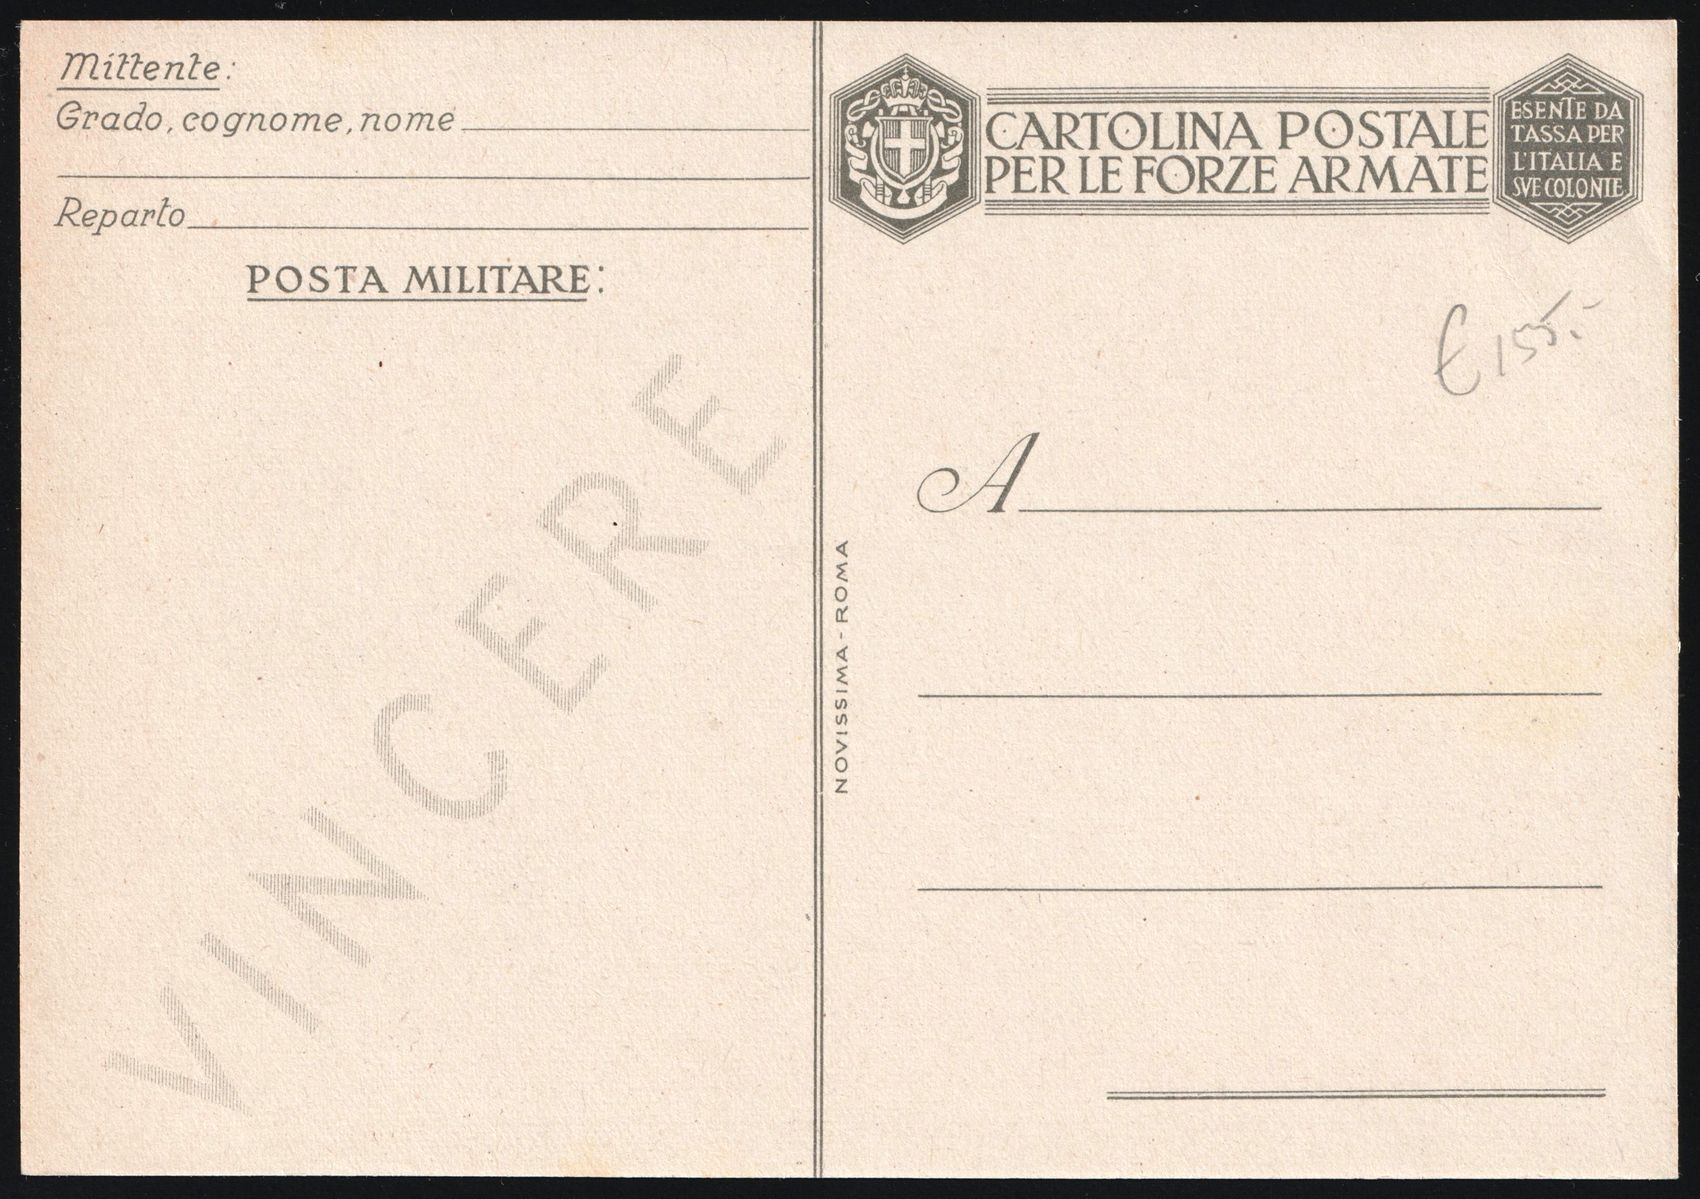 Mittente:
Grado, cognome, nome
Reparto
POSTA MILITARE:
VINCERE
NOVISSIMA - ROMA
CARTOLINA POSTALE
PER LE FORZE ARMATE
ESENTE DA
TASSA PER
L'ITALIA E
SVE COLONIE
€ 155.-
A